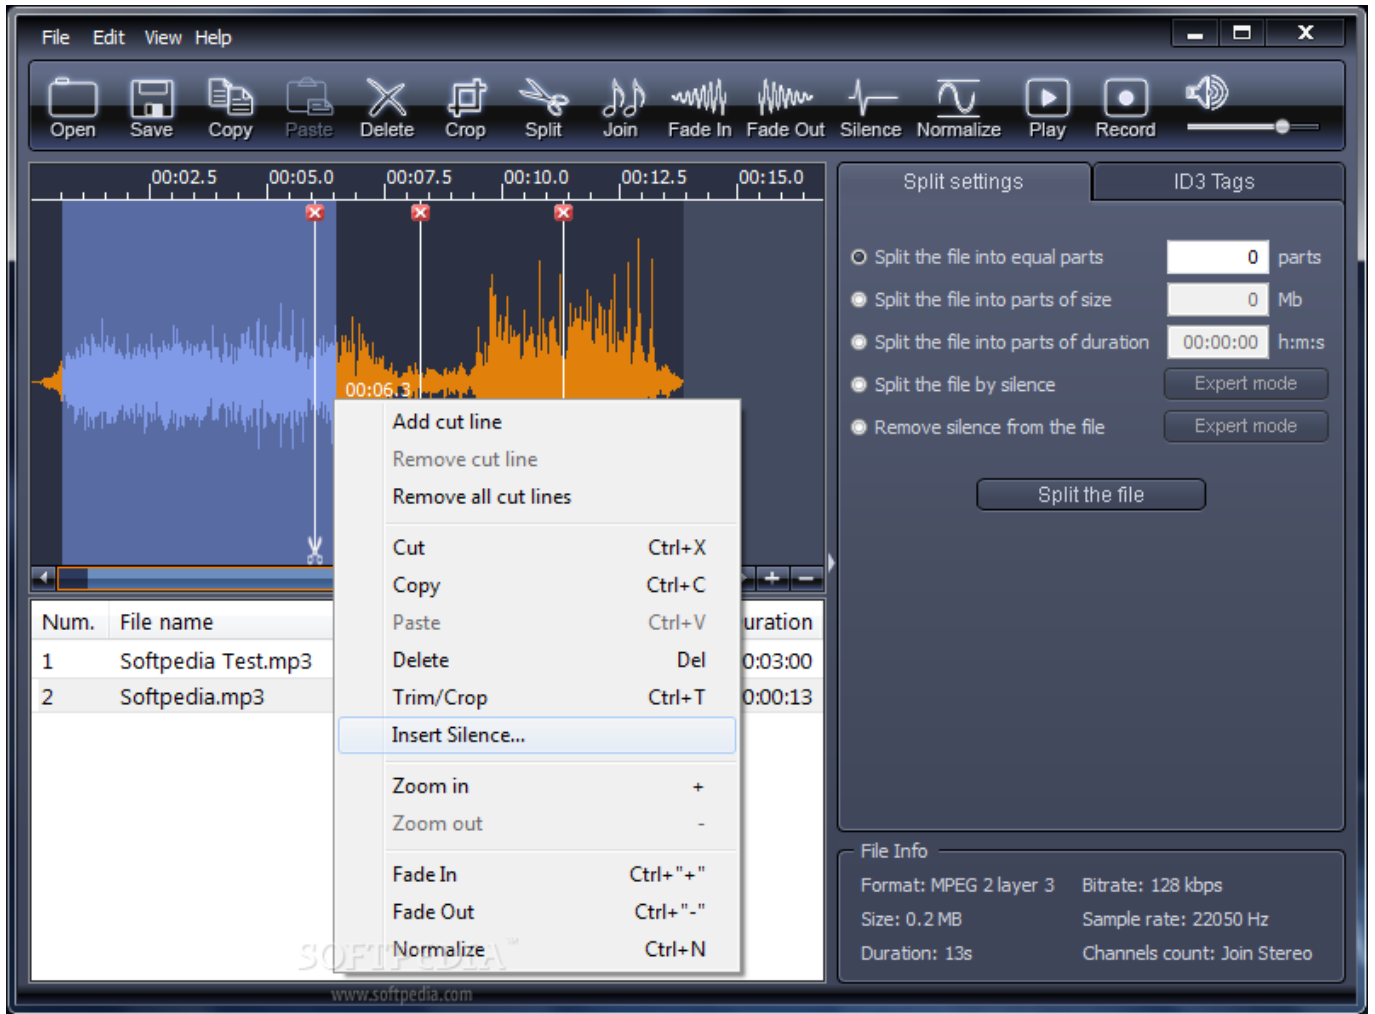 File Edit View Help
Open Save Copy Paste Delete Crop Split Join Fade In Fade Out Silence Normalize Play Record
00:02.5 00:05.0 00:07.5 00:10.0 00:12.5 00:15.0
00:06.3
Add cut line
Remove cut line
Remove all cut lines
Cut Ctrl+X
Copy Ctrl+C
Paste Ctrl+V
Delete Del
Trim/Crop Ctrl+T
Insert Silence...
Zoom in +
Zoom out -
Fade In Ctrl+"+"
Fade Out Ctrl+"-"
Normalize Ctrl+N
Num. File name uration
1 Softpedia Test.mp3 0:03:00
2 Softpedia.mp3 0:00:13
SOFTPEDIA™
www.softpedia.com
Split settings ID3 Tags
Split the file into equal parts 0 parts
Split the file into parts of size 0 Mb
Split the file into parts of duration 00:00:00 h:m:s
Split the file by silence Expert mode
Remove silence from the file Expert mode
Split the file
File Info
Format: MPEG 2 layer 3 Bitrate: 128 kbps
Size: 0.2 MB Sample rate: 22050 Hz
Duration: 13s Channels count: Join Stereo